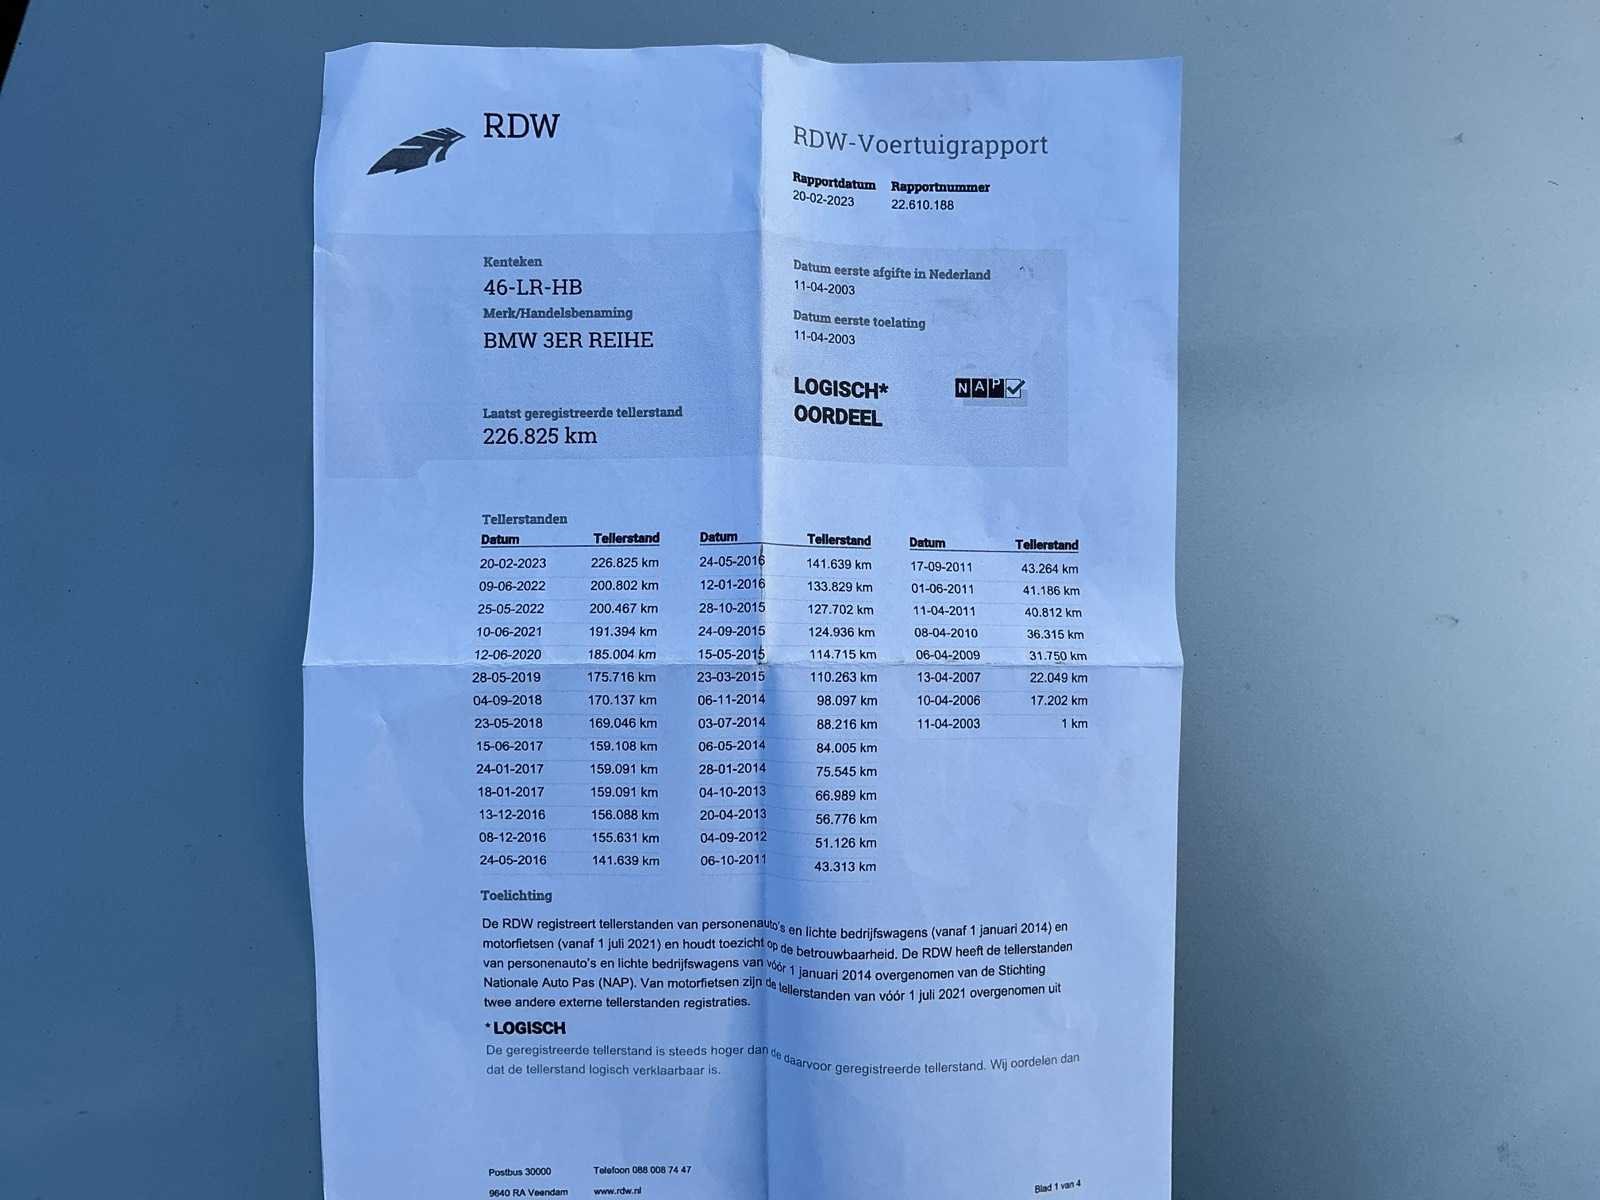 RDW
RDW-Voertuigrapport
Rapportdatum Rapportnummer
20-02-2023 22.610.188
Kenteken
46-LR-HB
Merk/Handelsbenaming
BMW 3ER REIHE
Laatst geregistreerde tellerstand
226.825 km
Datum eerste afgifte in Nederland
11-04-2003
Datum eerste toelating
11-04-2003
LOGISCH*
OORDEEL
NAP
Tellerstanden
Datum Tellerstand Datum Tellerstand Datum Tellerstand
20-02-2023 226.825 km 24-05-2016 141.639 km 17-09-2011 43.264 km
09-06-2022 200.802 km 12-01-2016 133.829 km 01-06-2011 41.186 km
25-05-2022 200.467 km 28-10-2015 127.702 km 11-04-2011 40.812 km
10-06-2021 191.394 km 24-09-2015 124.936 km 08-04-2010 36.315 km
12-06-2020 185.004 km 15-05-2015 114.715 km 06-04-2009 31.750 km
28-05-2019 175.716 km 23-03-2015 110.263 km 13-04-2007 22.049 km
04-09-2018 170.137 km 06-11-2014 98.097 km 10-04-2006 17.202 km
23-05-2018 169.046 km 03-07-2014 88.216 km 11-04-2003 1 km
15-06-2017 159.108 km 06-05-2014 84.005 km
24-01-2017 159.091 km 28-01-2014 75.545 km
18-01-2017 159.091 km 04-10-2013 66.989 km
13-12-2016 156.088 km 20-04-2013 56.776 km
08-12-2016 155.631 km 04-09-2012 51.126 km
24-05-2016 141.639 km 06-10-2011 43.313 km
Toelichting
De RDW registreert tellerstanden van personenauto's en lichte bedrijfswagens (vanaf 1 januari 2014) en
motorfietsen (vanaf 1 juli 2021) en houdt toezicht op de betrouwbaarheid. De RDW heeft de tellerstanden
van personenauto's en lichte bedrijfswagens van vóór 1 januari 2014 overgenomen van de Stichting
Nationale Auto Pas (NAP). Van motorfietsen zijn de tellerstanden van vóór 1 juli 2021 overgenomen uit
twee andere externe tellerstanden registraties.
* LOGISCH
De geregistreerde tellerstand is steeds hoger dan de daarvoor geregistreerde tellerstand. Wij oordelen dan
dat de tellerstand logisch verklaarbaar is.
Postbus 30000 Telefoon 088 008 74 47
9640 RA Veendam www.rdw.nl
Blad 1 van 4